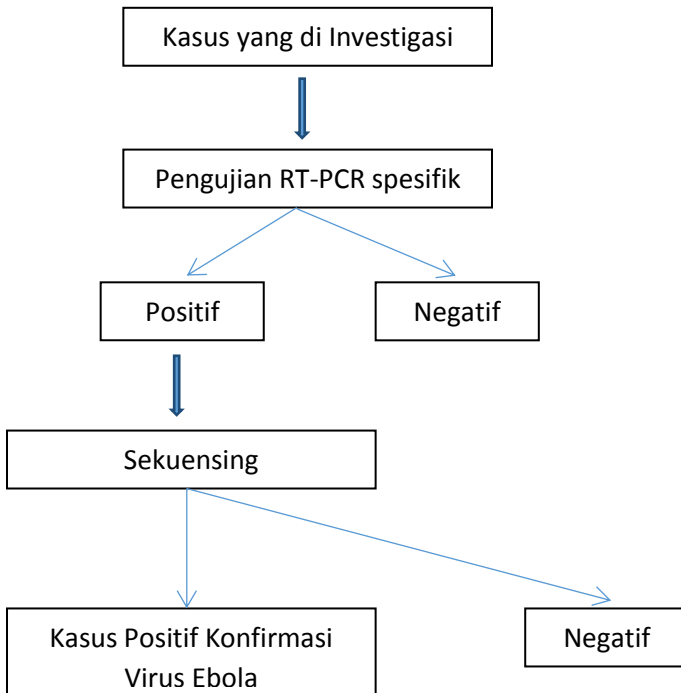 Kasus yang di Investigasi
Pengujian RT-PCR spesifik
Positif
Negatif
Sekuensing
Kasus Positif Konfirmasi
Virus Ebola
Negatif